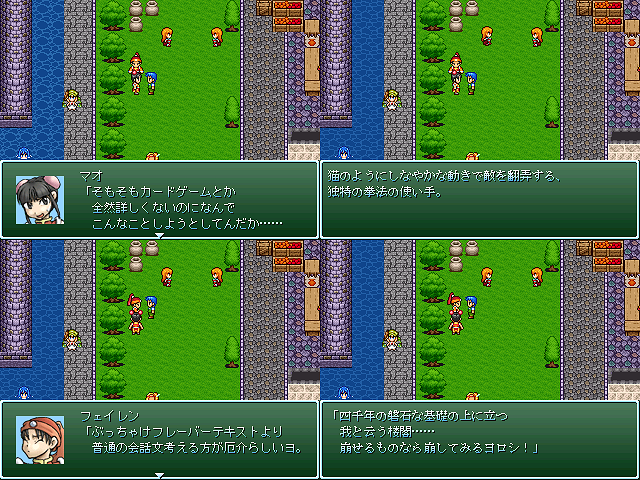 マオ
「そもそもカードゲームとか
全然詳しくないのになんで
こんなことしようとしてんだか……
猫のようにしなやかな動きで敵を翻弄する、
独特の拳法の使い手。
フェイレン
「ぶっちゃけフレーバーテキストより
普通の会話文考える方が厄介らしいヨ。
「四千年の磐石な基礎の上に立つ
我と云う楼閣……
崩せるものなら崩してみるヨロシ！」